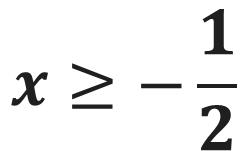 x ≥ − 1/2